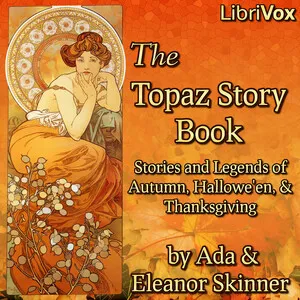 LibriVox
The
Topaz Story
Book
Stories and Legends of
Autumn, Hallowe'en, &
Thanksgiving
by Ada &
Eleanor Skinner